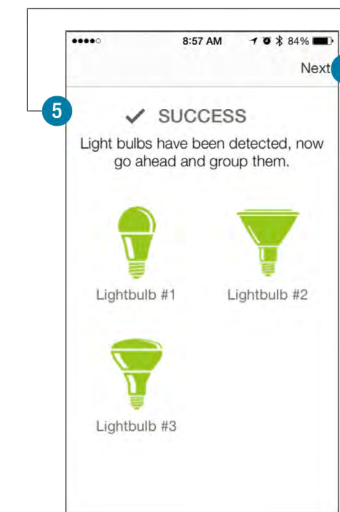 8:57 AM 84%
Next
5
SUCCESS
Light bulbs have been detected, now
go ahead and group them.
Lightbulb #1 Lightbulb #2
Lightbulb #3